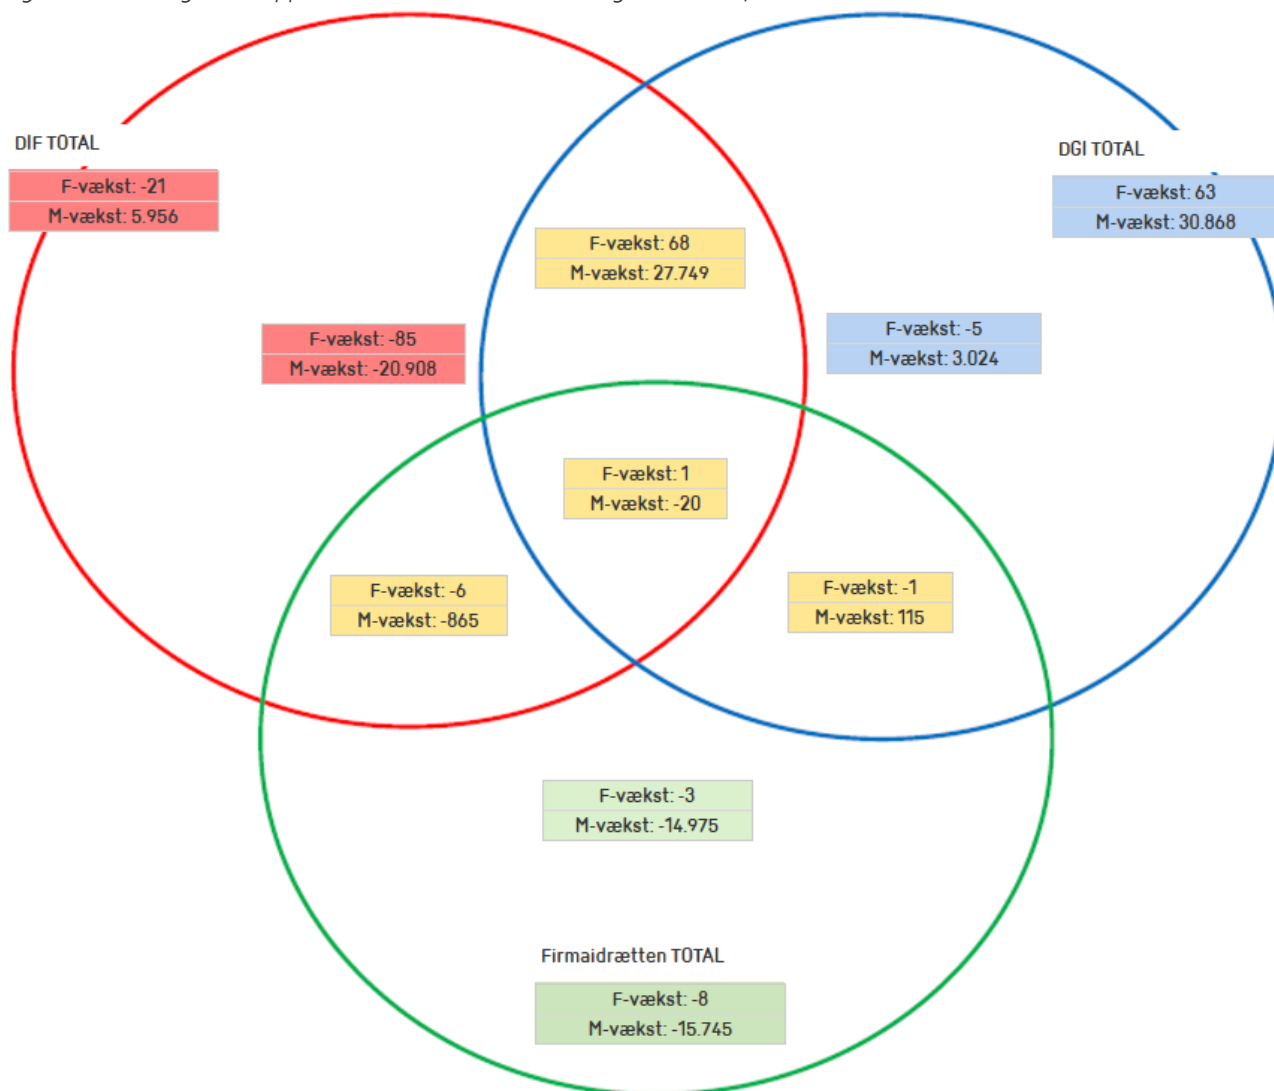 DIF TOTAL
F-vækst: -21
M-vækst: 5.956
DGI TOTAL
F-vækst: 63
M-vækst: 30.868
F-vækst: 68
M-vækst: 27.749
F-vækst: -85
M-vækst: -20.908
F-vækst: -5
M-vækst: 3.024
F-vækst: 1
M-vækst: -20
F-vækst: -6
M-vækst: -865
F-vækst: -1
M-vækst: 115
F-vækst: -3
M-vækst: -14.975
Firmaidrætten TOTAL
F-vækst: -8
M-vækst: -15.745